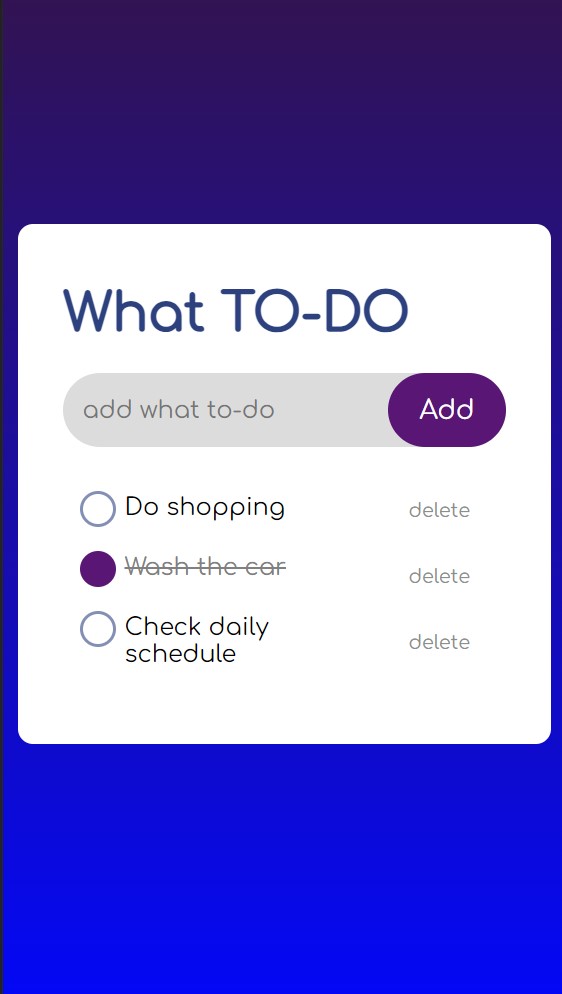 What TO-DO
add what to-do
Add
Do shopping
delete
Wash the car
delete
Check daily
schedule
delete